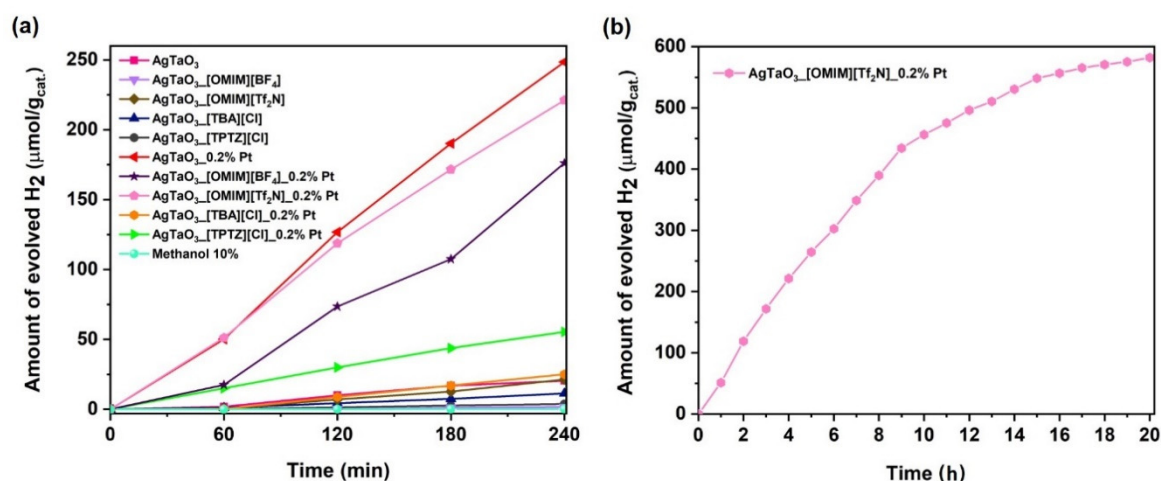 (a)
Amount of evolved H₂ (μmol/g_cat.)
250
200
150
100
50
0
AgTaO₃
AgTaO₃_[OMIM][BF₄]
AgTaO₃_[OMIM][Tf₂N]
AgTaO₃_[TBA][Cl]
AgTaO₃_[TPTZ][Cl]
AgTaO₃_0.2% Pt
AgTaO₃_[OMIM][BF₄]_0.2% Pt
AgTaO₃_[OMIM][Tf₂N]_0.2% Pt
AgTaO₃_[TBA][Cl]_0.2% Pt
AgTaO₃_[TPTZ][Cl]_0.2% Pt
Methanol 10%
0 60 120 180 240
Time (min)
(b)
Amount of evolved H₂ (μmol/g_cat.)
600
500
400
300
200
100
0
AgTaO₃_[OMIM][Tf₂N]_0.2% Pt
0 2 4 6 8 10 12 14 16 18 20
Time (h)